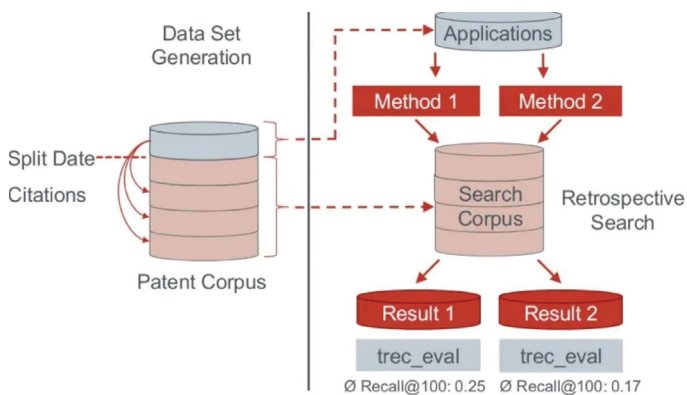 Data Set
Generation
Split Date
Citations
Patent Corpus
Applications
Method 1
Method 2
Search
Corpus
Retrospective
Search
Result 1
Result 2
trec_eval
trec_eval
Ø Recall@100: 0.25
Ø Recall@100: 0.17